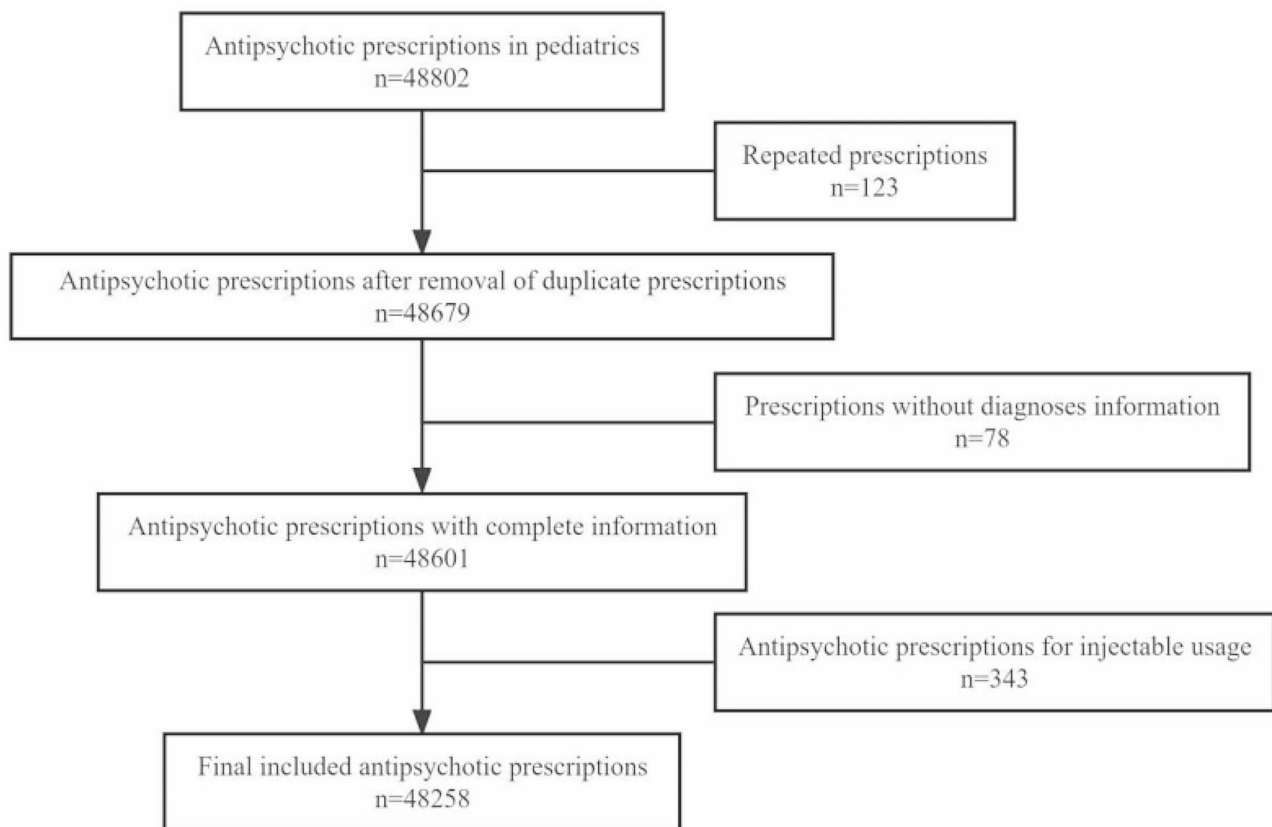 Antipsychotic prescriptions in pediatrics
n=48802
Repeated prescriptions
n=123
Antipsychotic prescriptions after removal of duplicate prescriptions
n=48679
Prescriptions without diagnoses information
n=78
Antipsychotic prescriptions with complete information
n=48601
Antipsychotic prescriptions for injectable usage
n=343
Final included antipsychotic prescriptions
n=48258